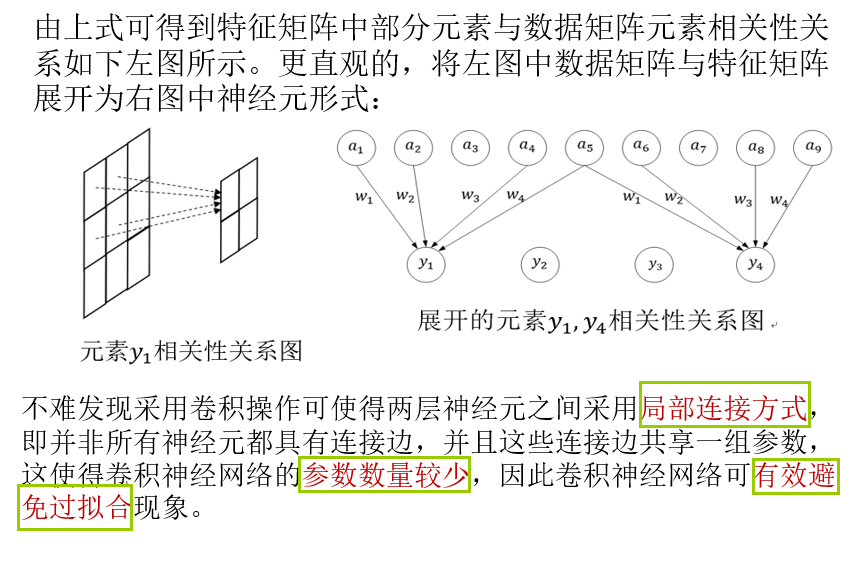 由上式可得到特征矩阵中部分元素与数据矩阵元素相关性关
系如下左图所示。更直观的，将左图中数据矩阵与特征矩阵
展开为右图中神经元形式：
a₁ a₂ a₃ a₄ a₅ a₆ a₇ a₈ a₉
w₁ w₂ w₃ w₄ w₁ w₂ w₃ w₄
y₁ y₂ y₃ y₄
展开的元素y₁,y₄相关性关系图
元素y₁相关性关系图
不难发现采用卷积操作可使得两层神经元之间采用局部连接方式，
即并非所有神经元都具有连接边，并且这些连接边共享一组参数，
这使得卷积神经网络的参数数量较少，因此卷积神经网络可有效避
免过拟合现象。